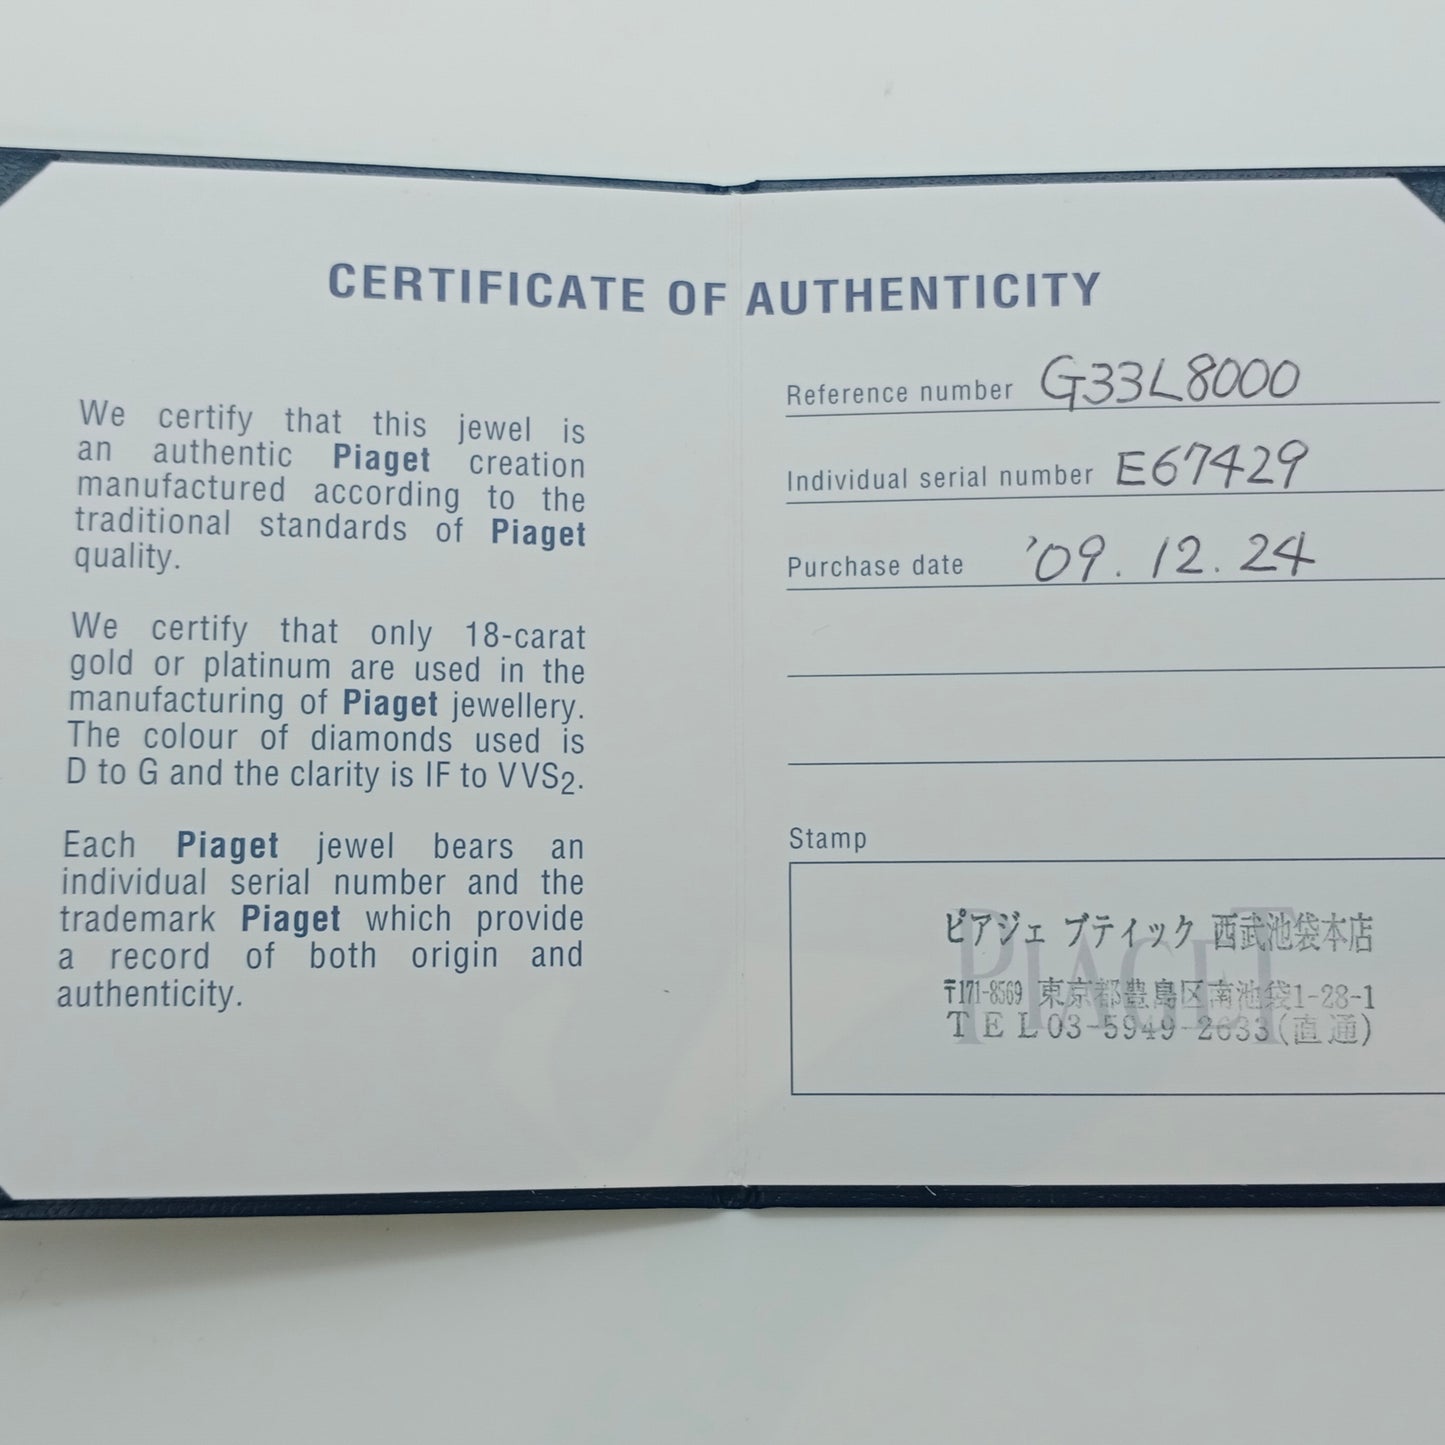 CERTIFICATE OF AUTHENTICITY
We certify that this jewel is
an authentic Piaget creation
manufactured according to the
traditional standards of Piaget
quality.
We certify that only 18-carat
gold or platinum are used in the
manufacturing of Piaget jewellery.
The colour of diamonds used is
D to G and the clarity is IF to VVS2.
Each Piaget jewel bears an
individual serial number and the
trademark Piaget which provide
a record of both origin and
authenticity.
Reference number G33L8000
Individual serial number E67429
Purchase date '09.12.24
Stamp
PIAGET
ピアジェ ブティック 西武池袋本店
〒171-8569 東京都豊島区南池袋1-28-1
TEL03-5949-2633(直通)